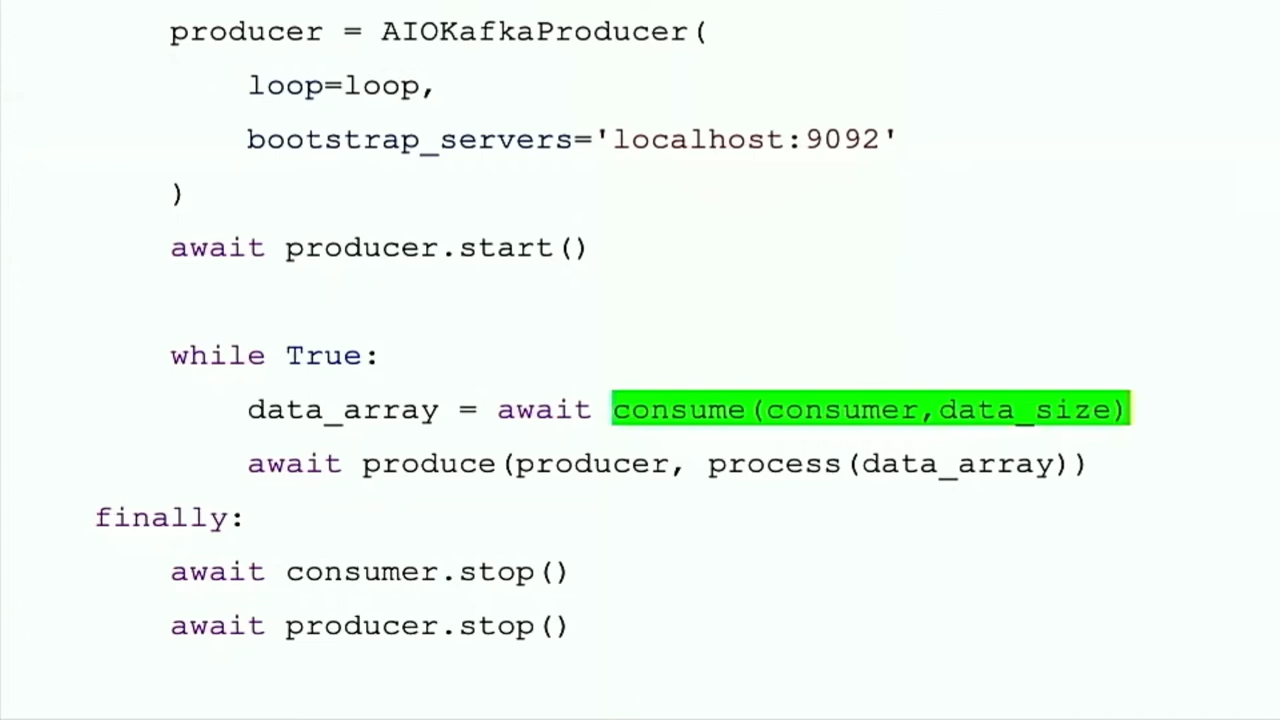 producer = AIOKafkaProducer(
loop=loop,
bootstrap_servers='localhost:9092'
)
await producer.start()
while True:
data_array = await consume(consumer,data_size)
await produce(producer, process(data_array))
finally:
await consumer.stop()
await producer.stop()